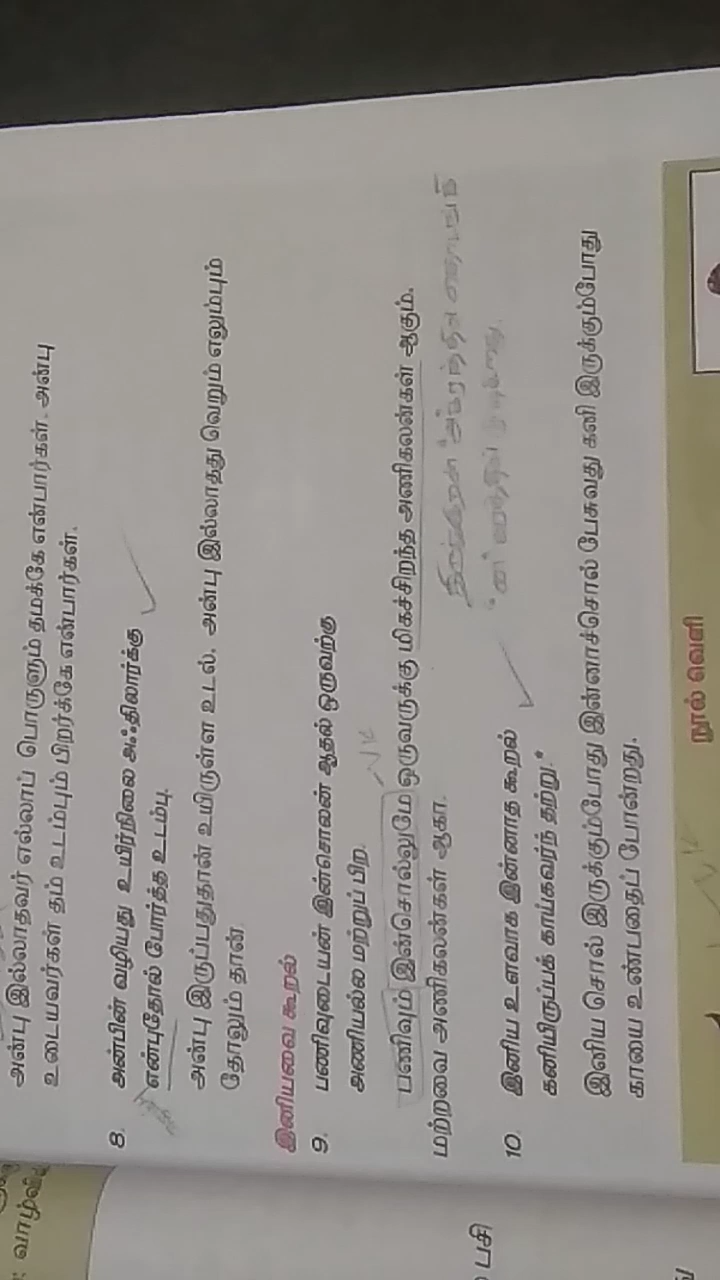 அன்பு இல்லாதவர் எல்லாப் பொருளும் தமக்கே என்பார்கள். அன்பு
உடையவர்கள் தம் உடம்பும் பிறர்க்கே என்பார்கள்.
8. அன்பின் வழியது உயிர்நிலை அஃதிலார்க்கு
என்புதோல் போர்த்த உடம்பு.
அன்பு இருப்பதுதான் உயிருள்ள உடல். அன்பு இல்லாதது வெறும் எலும்பும்
தோலும் தான்.
இனியவை கூறல்
9. பணிவுடையன் இன்சொலன் ஆதல் ஒருவற்கு
அணியல்ல மற்றுப் பிற.
பணிவும் இன்சொல்லுமே ஒருவருக்கு மிகச்சிறந்த அணிகலன்கள் ஆகும்.
மற்றவை அணிகலன்கள் ஆகா.
10. இனிய உளவாக இன்னாத கூறல்
கனியிருப்பக் காய்கவர்ந் தற்று.*
இனிய சொல் இருக்கும்போது இன்னாச்சொல் பேசுவது கனி இருக்கும்போது
காயை உண்பதைப் போன்றது.
நூல் வெளி
பசி